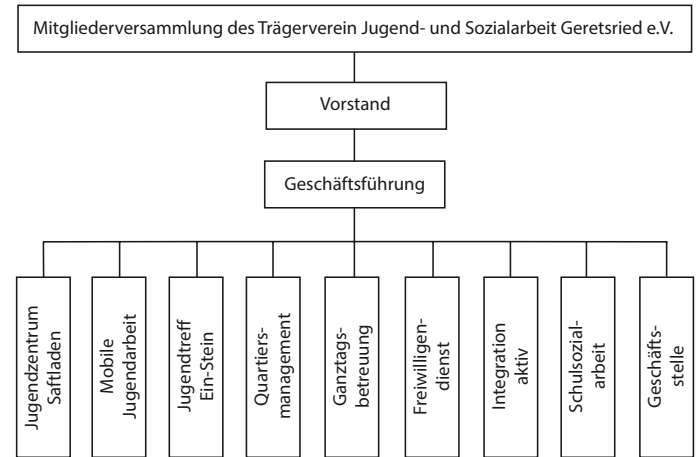 Mitgliederversammlung des Trägerverein Jugend- und Sozialarbeit Geretsried e.V.
Vorstand
Geschäftsführung
Jugendzentrum
Saftladen
Mobile
Jugendarbeit
Jugendtreff
Ein-Stein
Quartiers-
management
Ganztags-
betreuung
Freiwilligen-
dienst
Integration
aktiv
Schulsozial-
arbeit
Geschäfts-
stelle